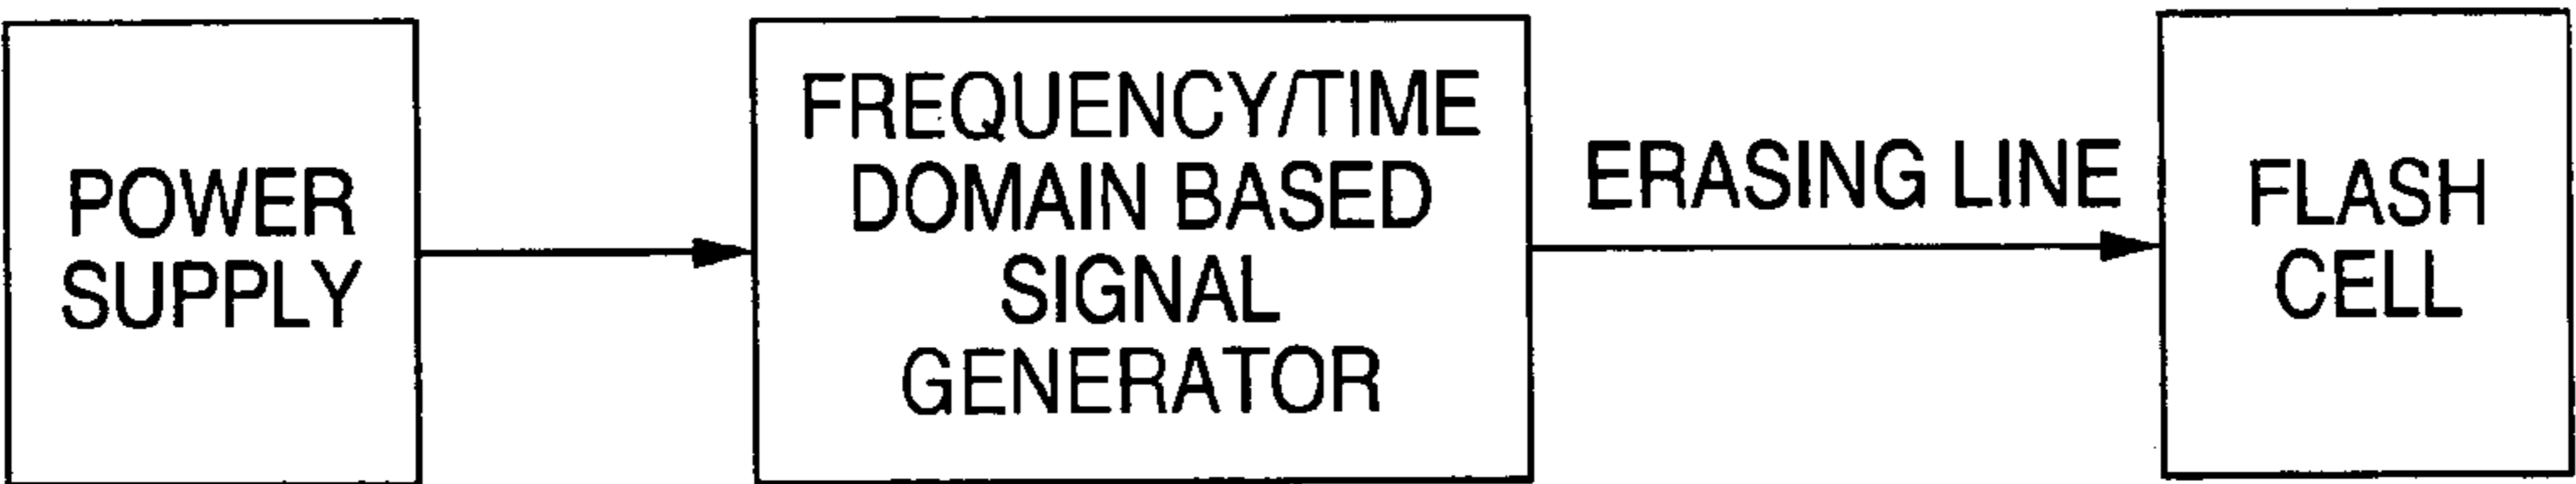 POWER
SUPPLY
FREQUENCY/TIME
DOMAIN BASED
SIGNAL
GENERATOR
ERASING LINE
FLASH
CELL